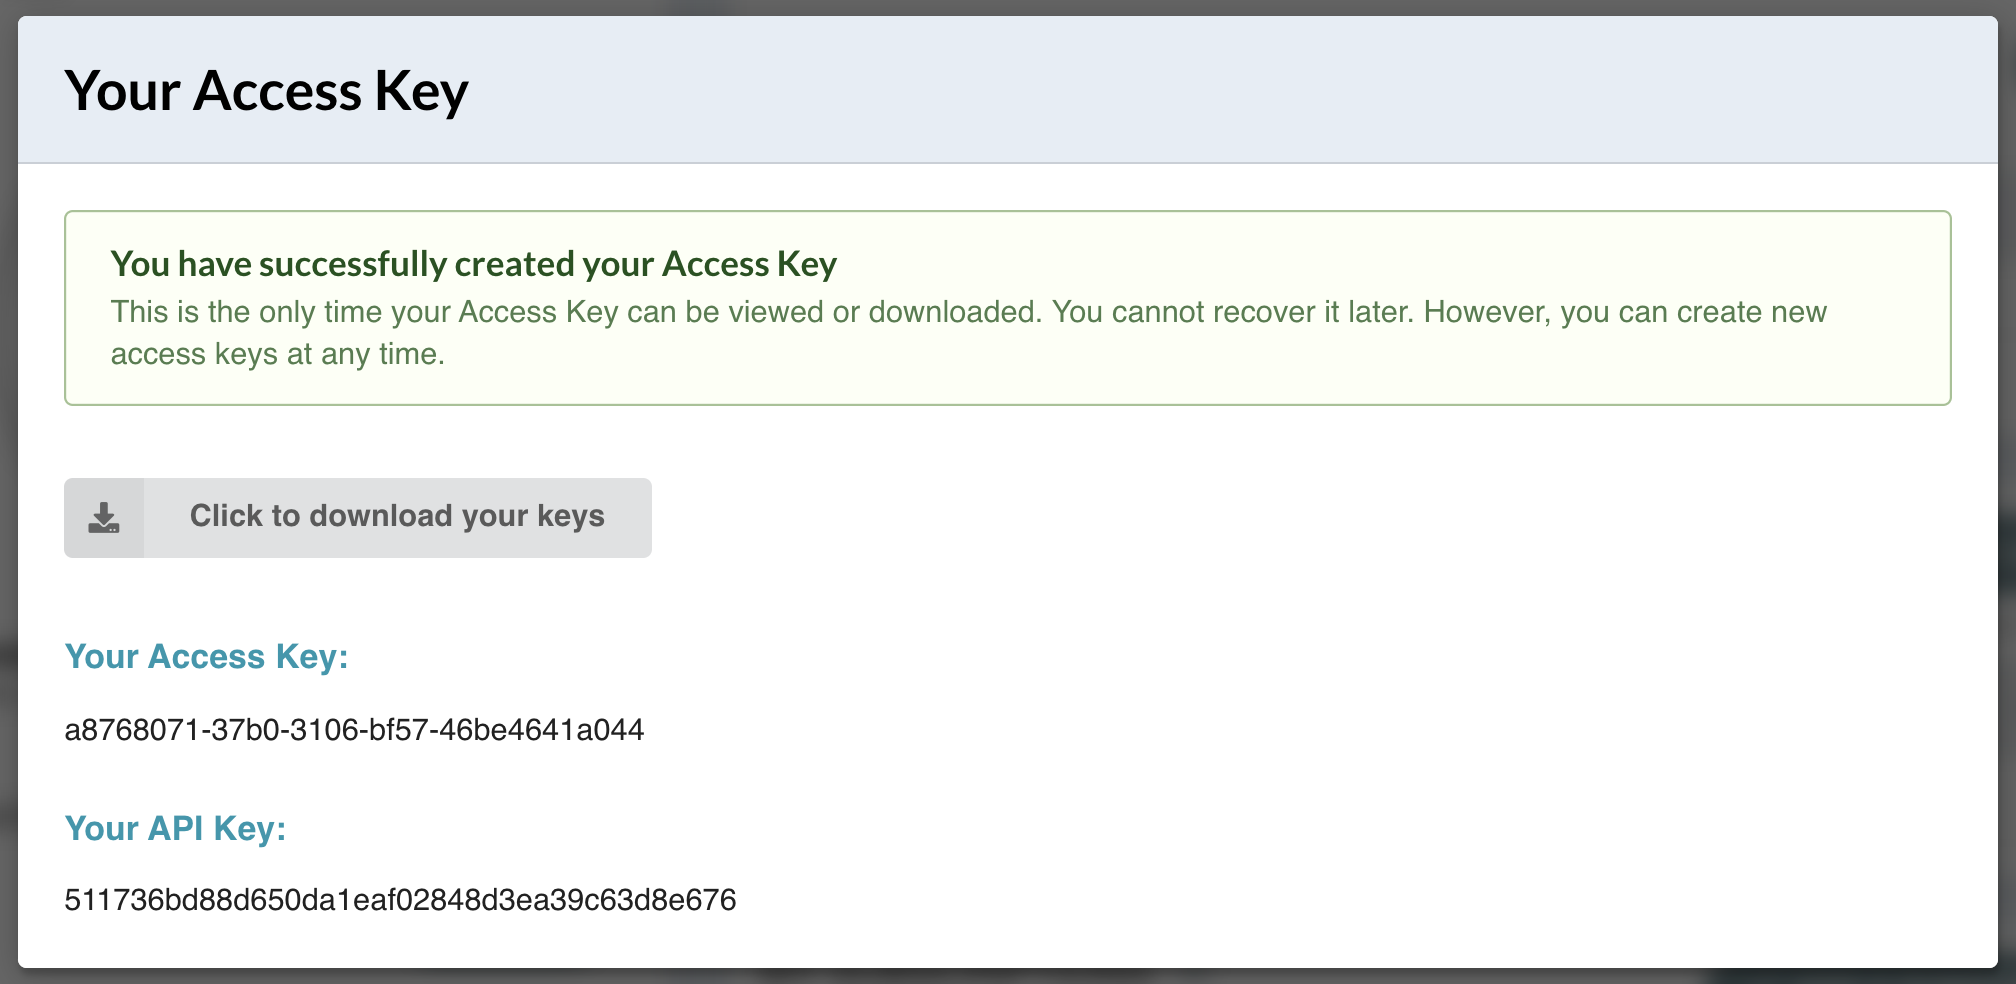 Your Access Key
You have successfully created your Access Key
This is the only time your Access Key can be viewed or downloaded. You cannot recover it later. However, you can create new
access keys at any time.
Click to download your keys
Your Access Key:
a8768071-37b0-3106-bf57-46be4641a044
Your API Key:
511736bd88d650da1eaf02848d3ea39c63d8e676